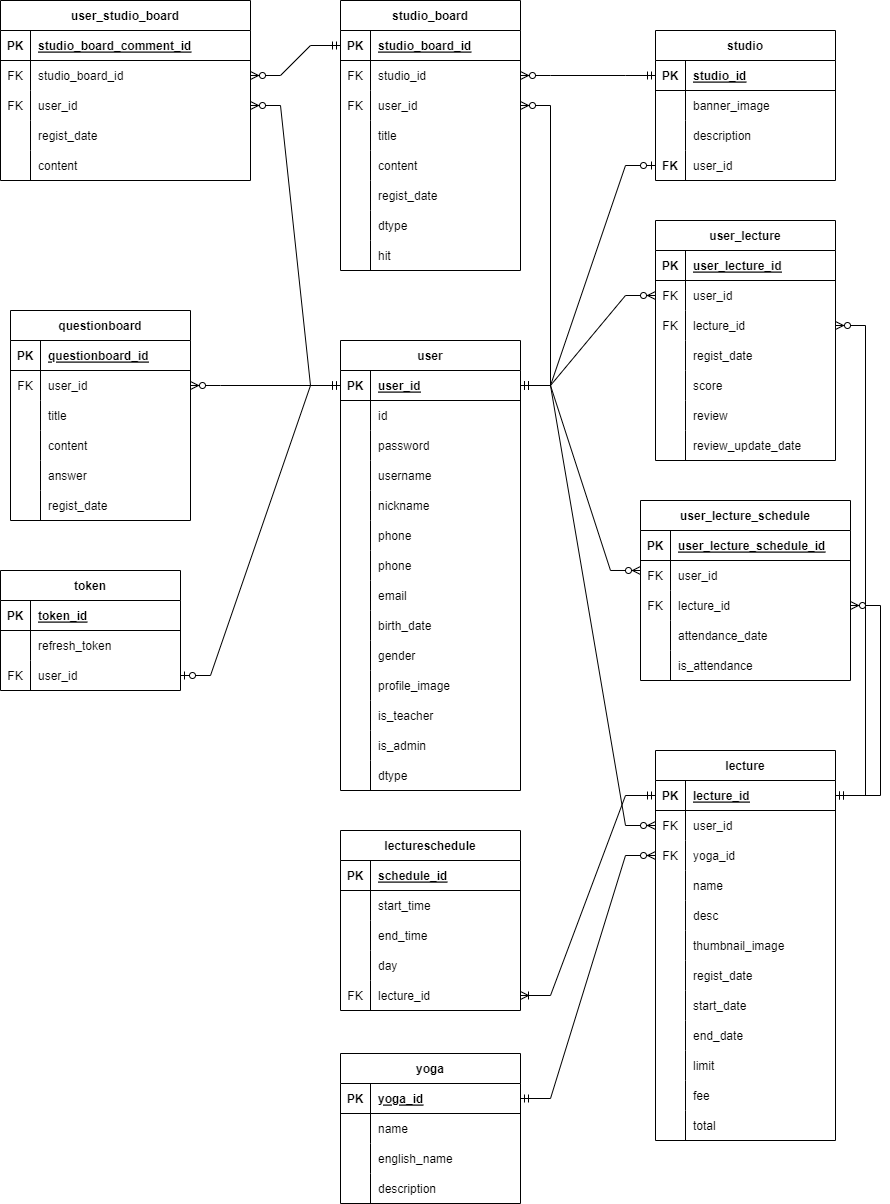 user_studio_board
PK studio_board_comment_id
FK studio_board_id
FK user_id
regist_date
content
studio_board
PK studio_board_id
FK studio_id
FK user_id
title
content
regist_date
dtype
hit
studio
PK studio_id
banner_image
description
FK user_id
user_lecture
PK user_lecture_id
FK user_id
FK lecture_id
regist_date
score
review
review_update_date
questionboard
PK questionboard_id
FK user_id
title
content
answer
regist_date
user
PK user_id
id
password
username
nickname
phone
phone
email
birth_date
gender
profile_image
is_teacher
is_admin
dtype
user_lecture_schedule
PK user_lecture_schedule_id
FK user_id
FK lecture_id
attendance_date
is_attendance
token
PK token_id
refresh_token
FK user_id
lecture
PK lecture_id
FK user_id
FK yoga_id
name
desc
thumbnail_image
regist_date
start_date
end_date
limit
fee
total
lectureschedule
PK schedule_id
start_time
end_time
day
FK lecture_id
yoga
PK yoga_id
name
english_name
description